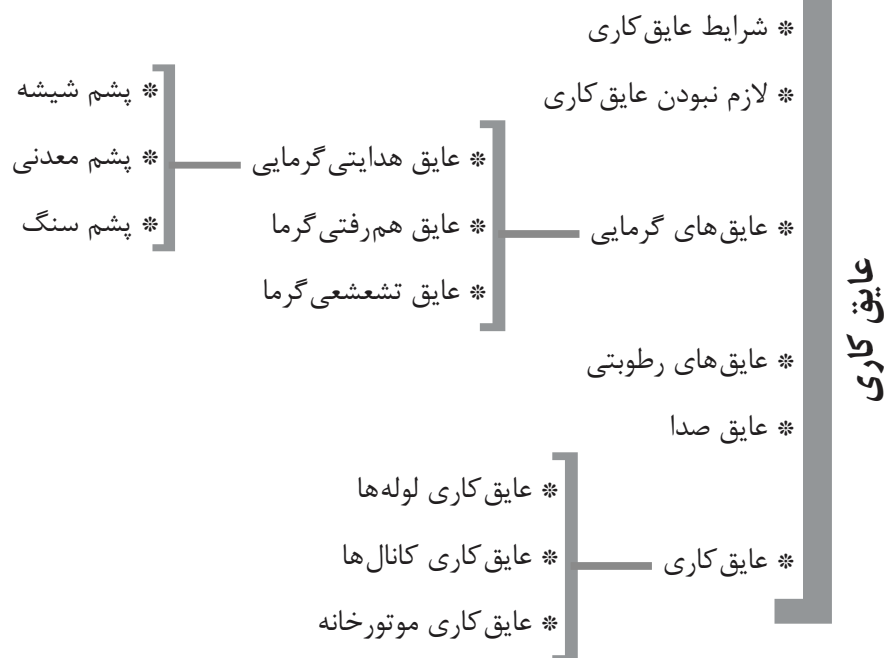 عایق کاری
❊ شرایط عایق‌کاری
❊ لازم نبودن عایق‌کاری
❊ عایق‌های گرمایی
❊ عایق هدایتی گرمایی
❊ پشم شیشه
❊ پشم معدنی
❊ پشم سنگ
❊ عایق هم‌رفتی گرما
❊ عایق تشعشعی گرما
❊ عایق‌های رطوبتی
❊ عایق صدا
❊ عایق‌کاری
❊ عایق‌کاری لوله‌ها
❊ عایق‌کاری کانال‌ها
❊ عایق‌کاری موتورخانه